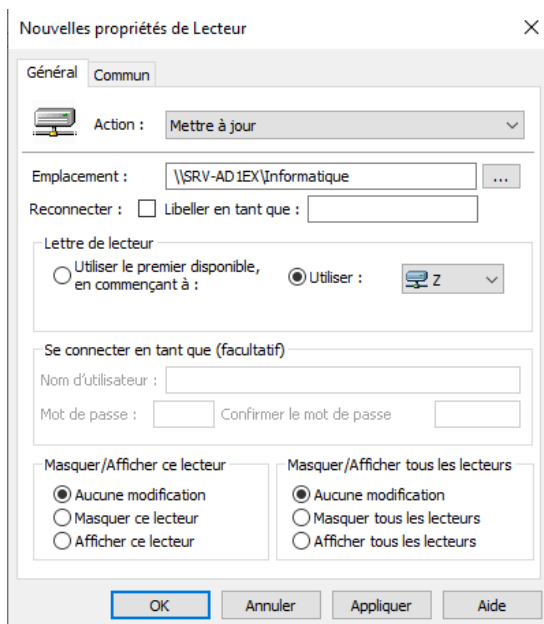 Nouvelles propriétés de Lecteur
Général Commun
Action : Mettre à jour
Emplacement : \\SRV-AD1EX\Informatique ...
Reconnecter : Libeller en tant que :
Lettre de lecteur
Utiliser le premier disponible,
en commençant à :
Utiliser : Z
Se connecter en tant que (facultatif)
Nom d'utilisateur :
Mot de passe : Confirmer le mot de passe
Masquer/Afficher ce lecteur
Aucune modification
Masquer ce lecteur
Afficher ce lecteur
Masquer/Afficher tous les lecteurs
Aucune modification
Masquer tous les lecteurs
Afficher tous les lecteurs
OK Annuler Appliquer Aide